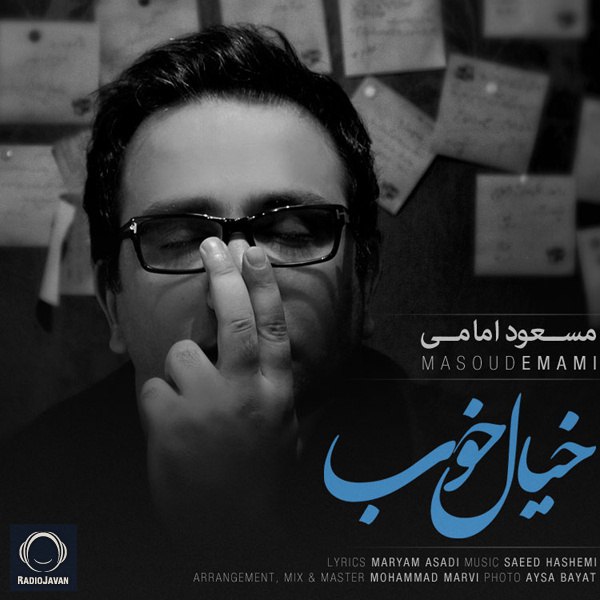 مسعود امامی
MASOUDEMAMI
خیال خوب
LYRICS MARYAM ASADI MUSIC SAEED HASHEMI
ARRANGEMENT, MIX & MASTER MOHAMMAD MARVI PHOTO AYSA BAYAT
RADIOJAVAN